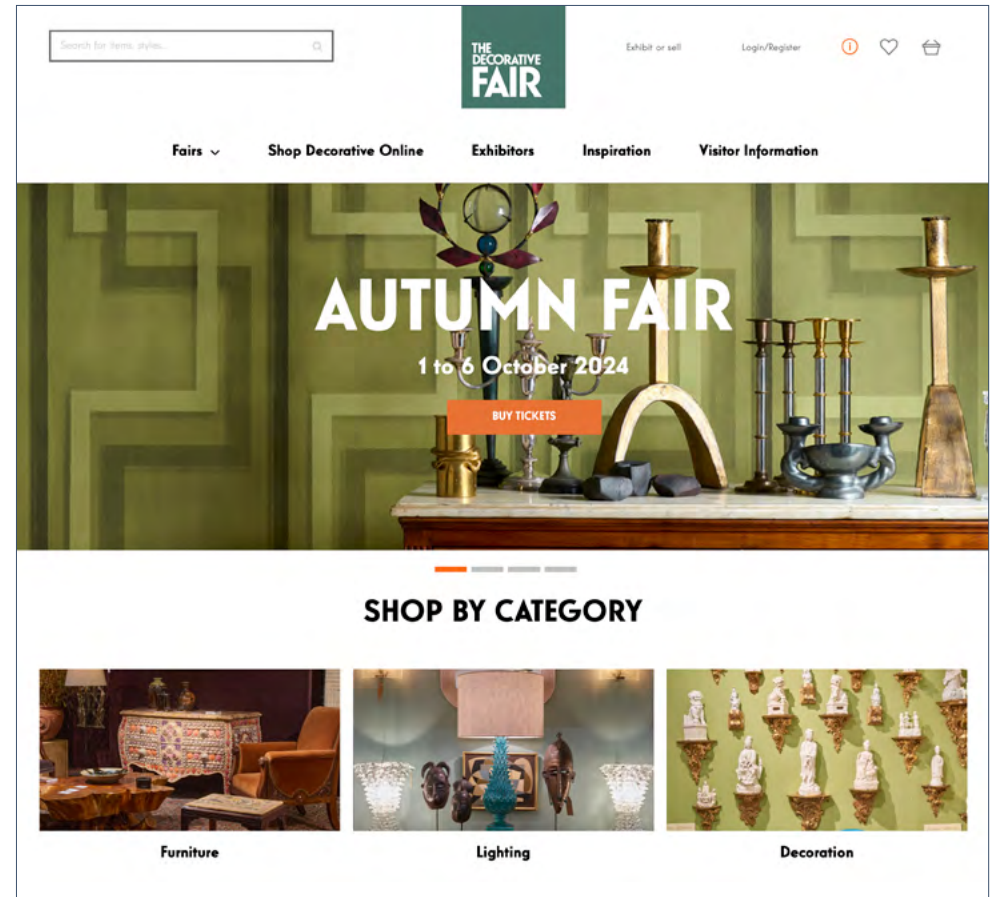 Search for items, styles...
THE
DECORATIVE
FAIR
Exhibit or sell
Login/Register
Fairs
Shop Decorative Online
Exhibitors
Inspiration
Visitor Information
AUTUMN FAIR
1 to 6 October 2024
BUY TICKETS
SHOP BY CATEGORY
Furniture
Lighting
Decoration